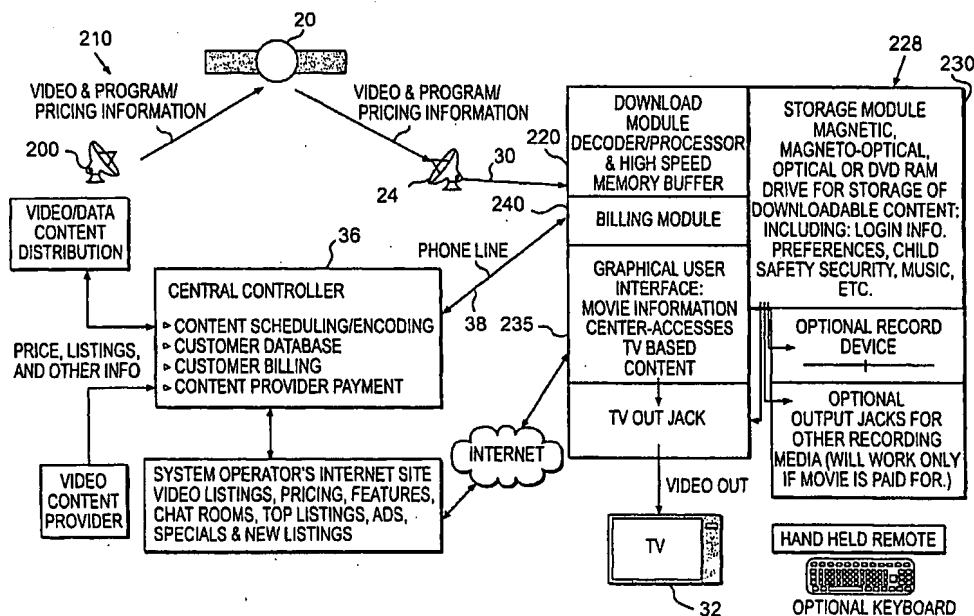 210
20
VIDEO & PROGRAM/
PRICING INFORMATION
VIDEO & PROGRAM/
PRICING INFORMATION
200
24
30
VIDEO/DATA
CONTENT
DISTRIBUTION
36
CENTRAL CONTROLLER
▹ CONTENT SCHEDULING/ENCODING
▹ CUSTOMER DATABASE
▹ CUSTOMER BILLING
▹ CONTENT PROVIDER PAYMENT
PRICE, LISTINGS,
AND OTHER INFO
VIDEO
CONTENT
PROVIDER
SYSTEM OPERATOR'S INTERNET SITE
VIDEO LISTINGS, PRICING, FEATURES,
CHAT ROOMS, TOP LISTINGS, ADS,
SPECIALS & NEW LISTINGS
PHONE LINE
38
INTERNET
220
240
235
DOWNLOAD
MODULE
DECODER/PROCESSOR
& HIGH SPEED
MEMORY BUFFER
BILLING MODULE
GRAPHICAL USER
INTERFACE:
MOVIE INFORMATION
CENTER-ACCESSES
TV BASED
CONTENT
TV OUT JACK
VIDEO OUT
TV
32
228
230
STORAGE MODULE
MAGNETIC,
MAGNETO-OPTICAL,
OPTICAL OR DVD RAM
DRIVE FOR STORAGE OF
DOWNLOADABLE CONTENT:
INCLUDING: LOGIN INFO.
PREFERENCES, CHILD
SAFETY SECURITY, MUSIC,
ETC.
OPTIONAL RECORD
DEVICE
OPTIONAL
OUTPUT JACKS FOR
OTHER RECORDING
MEDIA (WILL WORK ONLY
IF MOVIE IS PAID FOR.)
HAND HELD REMOTE
OPTIONAL KEYBOARD